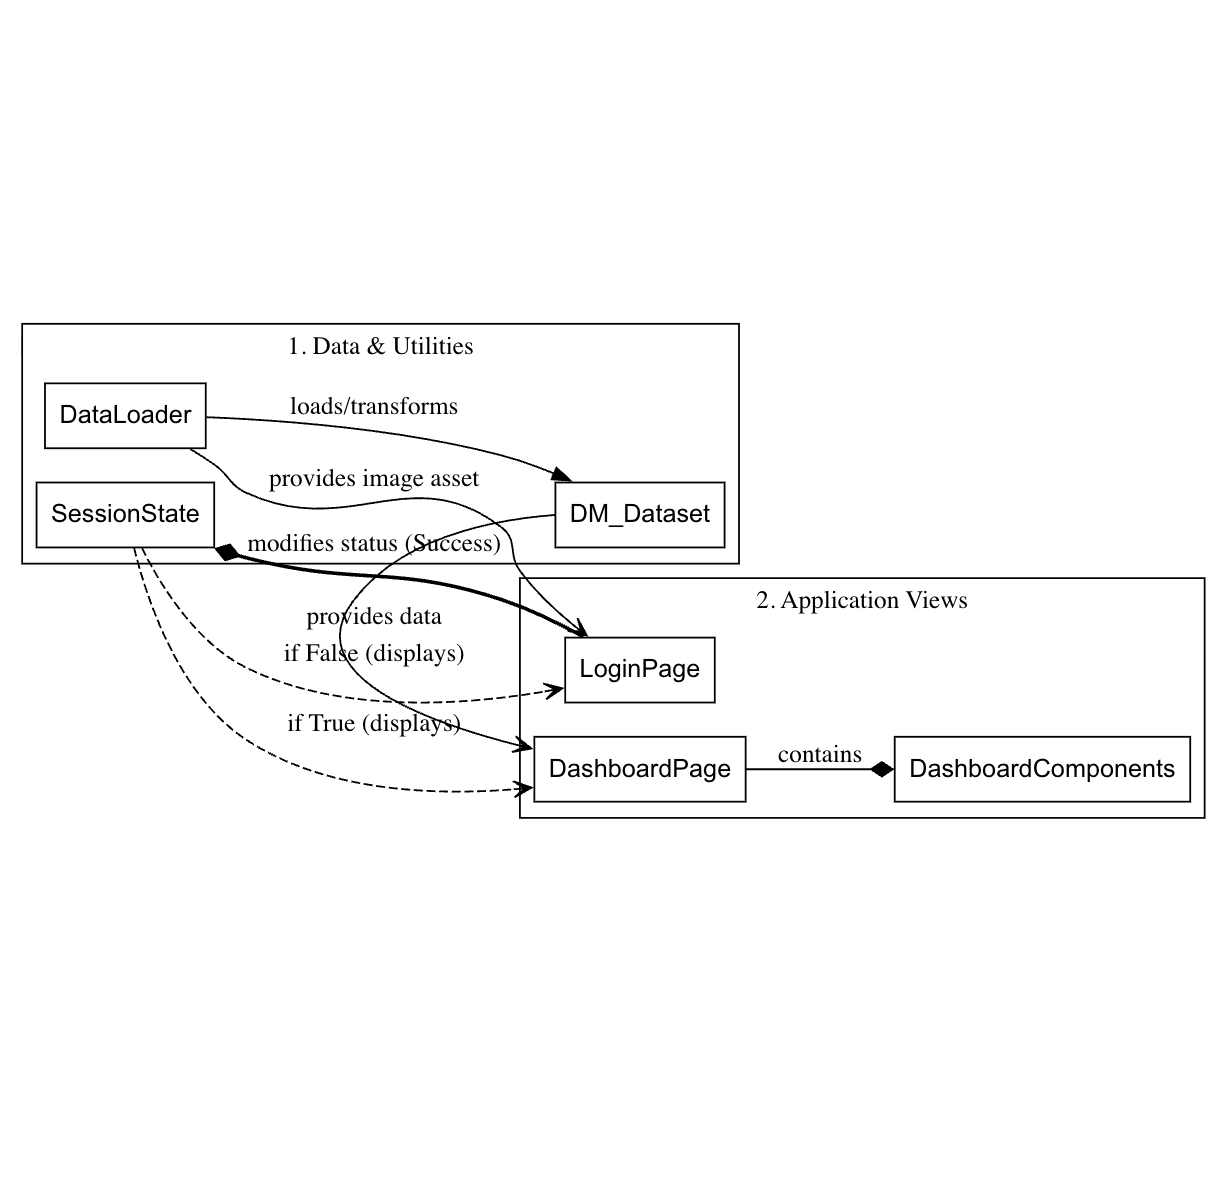 1. Data & Utilities
DataLoader
loads/transforms
provides image asset
SessionState
DM_Dataset
modifies status (Success)
2. Application Views
provides data
if False (displays)
LoginPage
if True (displays)
DashboardPage
contains
DashboardComponents